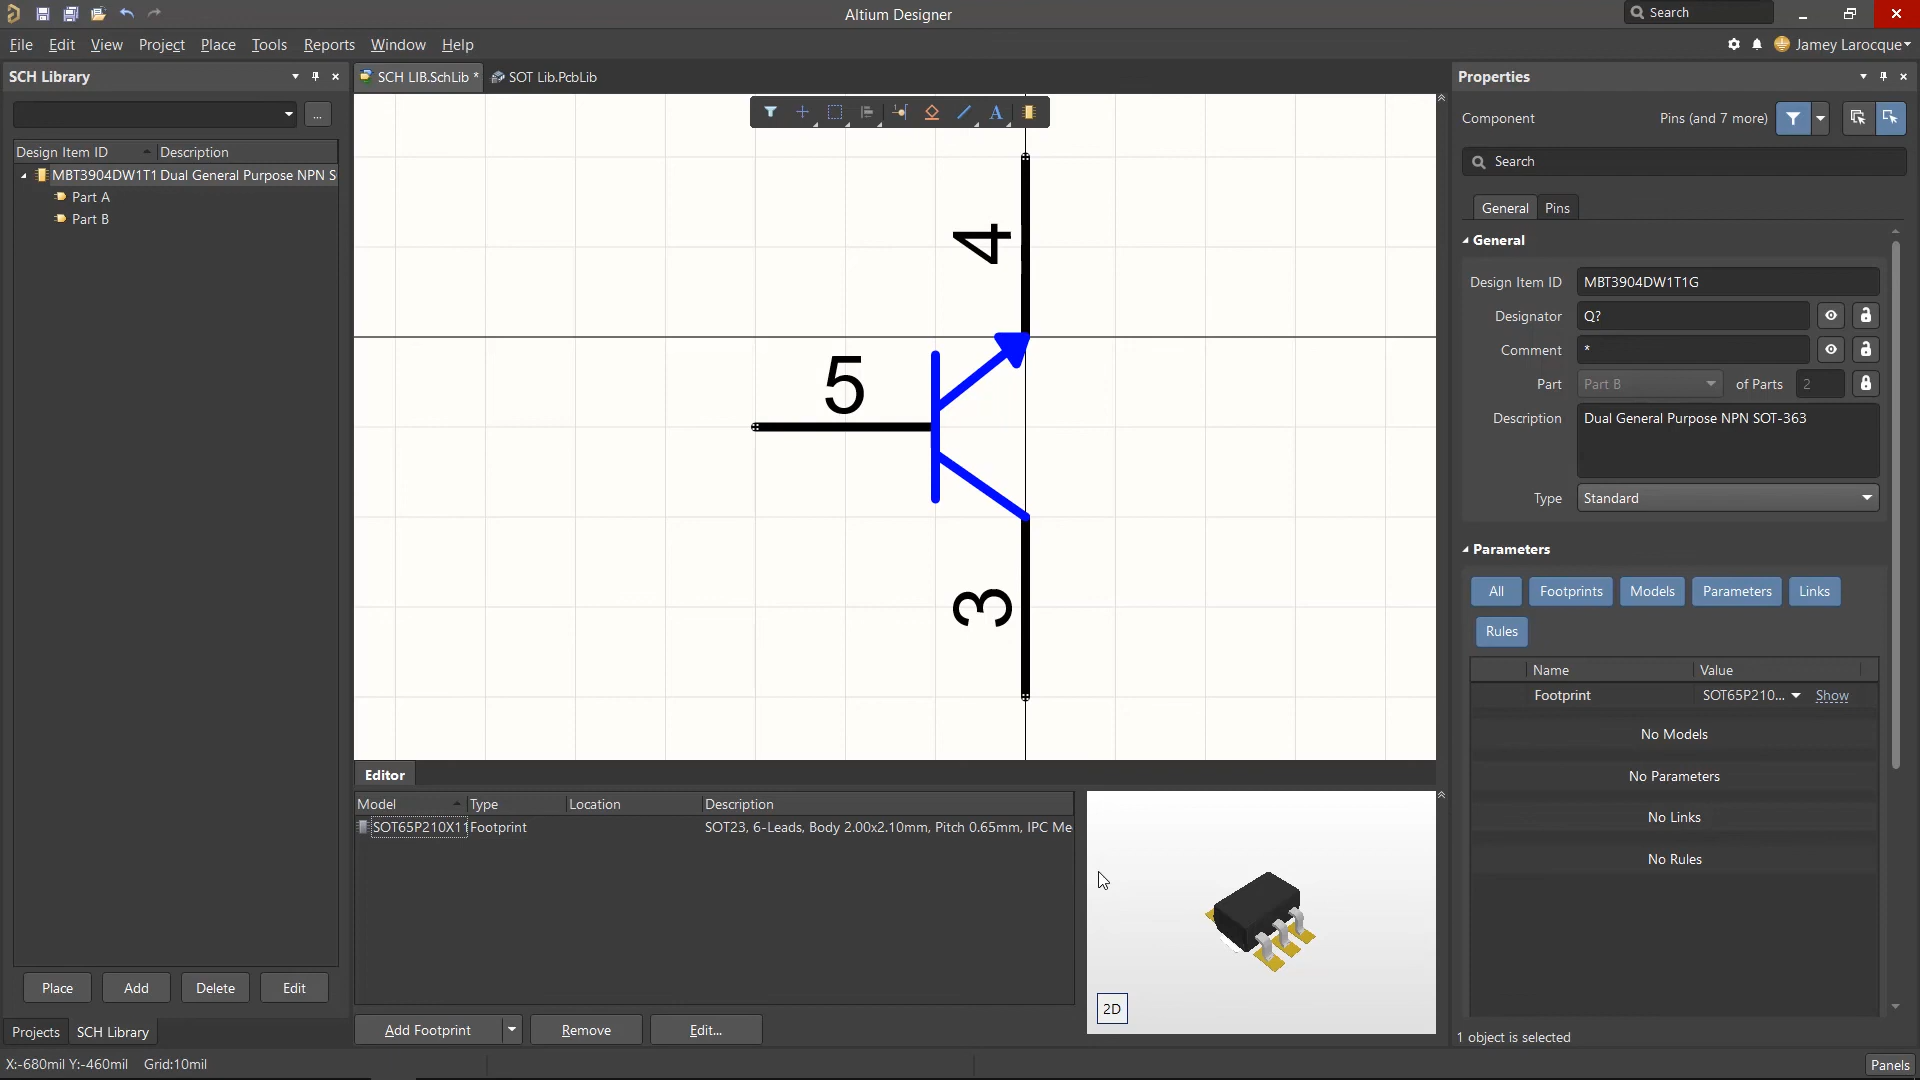 Altium Designer
Search
File Edit View Project Place Tools Reports Window Help
Jamey Larocque
SCH Library
SCH LIB.SchLib *
SOT Lib.PcbLib
Properties
...
Component
Pins (and 7 more)
Search
Design Item ID
Description
MBT3904DW1T1 Dual General Purpose NPN S
Part A
Part B
4
5
3
A
General
Pins
General
Design Item ID
MBT3904DW1T1G
Designator
Q?
Comment
*
Part
Part B
of Parts
2
Description
Dual General Purpose NPN SOT-363
Type
Standard
Parameters
All
Footprints
Models
Parameters
Links
Rules
Name
Value
Footprint
SOT65P210...
Show
No Models
No Parameters
No Links
No Rules
Editor
Model
Type
Location
Description
SOT65P210X11 Footprint
SOT23, 6-Leads, Body 2.00x2.10mm, Pitch 0.65mm, IPC Me
2D
Place
Add
Delete
Edit
Add Footprint
Remove
Edit...
Projects
SCH Library
1 object is selected
X:-680mil Y:-460mil Grid:10mil
Panels